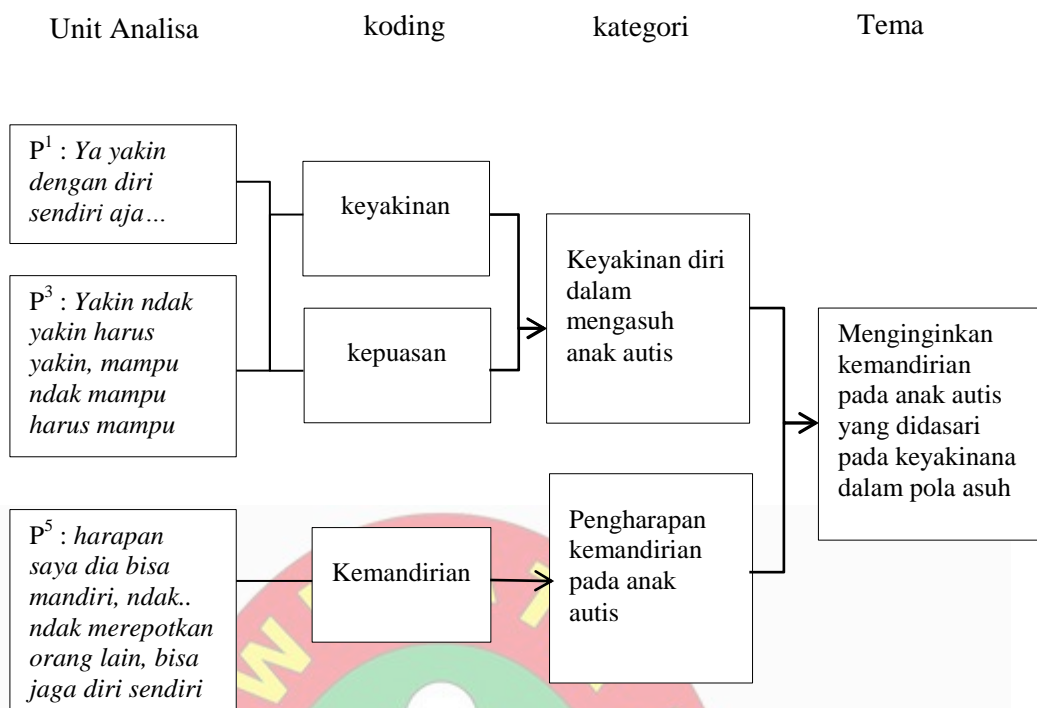 Unit Analisa
koding
kategori
Tema
P1 : Ya yakin
dengan diri
sendiri aja…
P3 : Yakin ndak
yakin harus
yakin, mampu
ndak mampu
harus mampu
P5 : harapan
saya dia bisa
mandiri, ndak..
ndak merepotkan
orang lain, bisa
jaga diri sendiri
keyakinan
kepuasan
Kemandirian
Keyakinan diri
dalam
mengasuh
anak autis
Pengharapan
kemandirian
pada anak
autis
Menginginkan
kemandirian
pada anak autis
yang didasari
pada keyakinana
dalam pola asuh